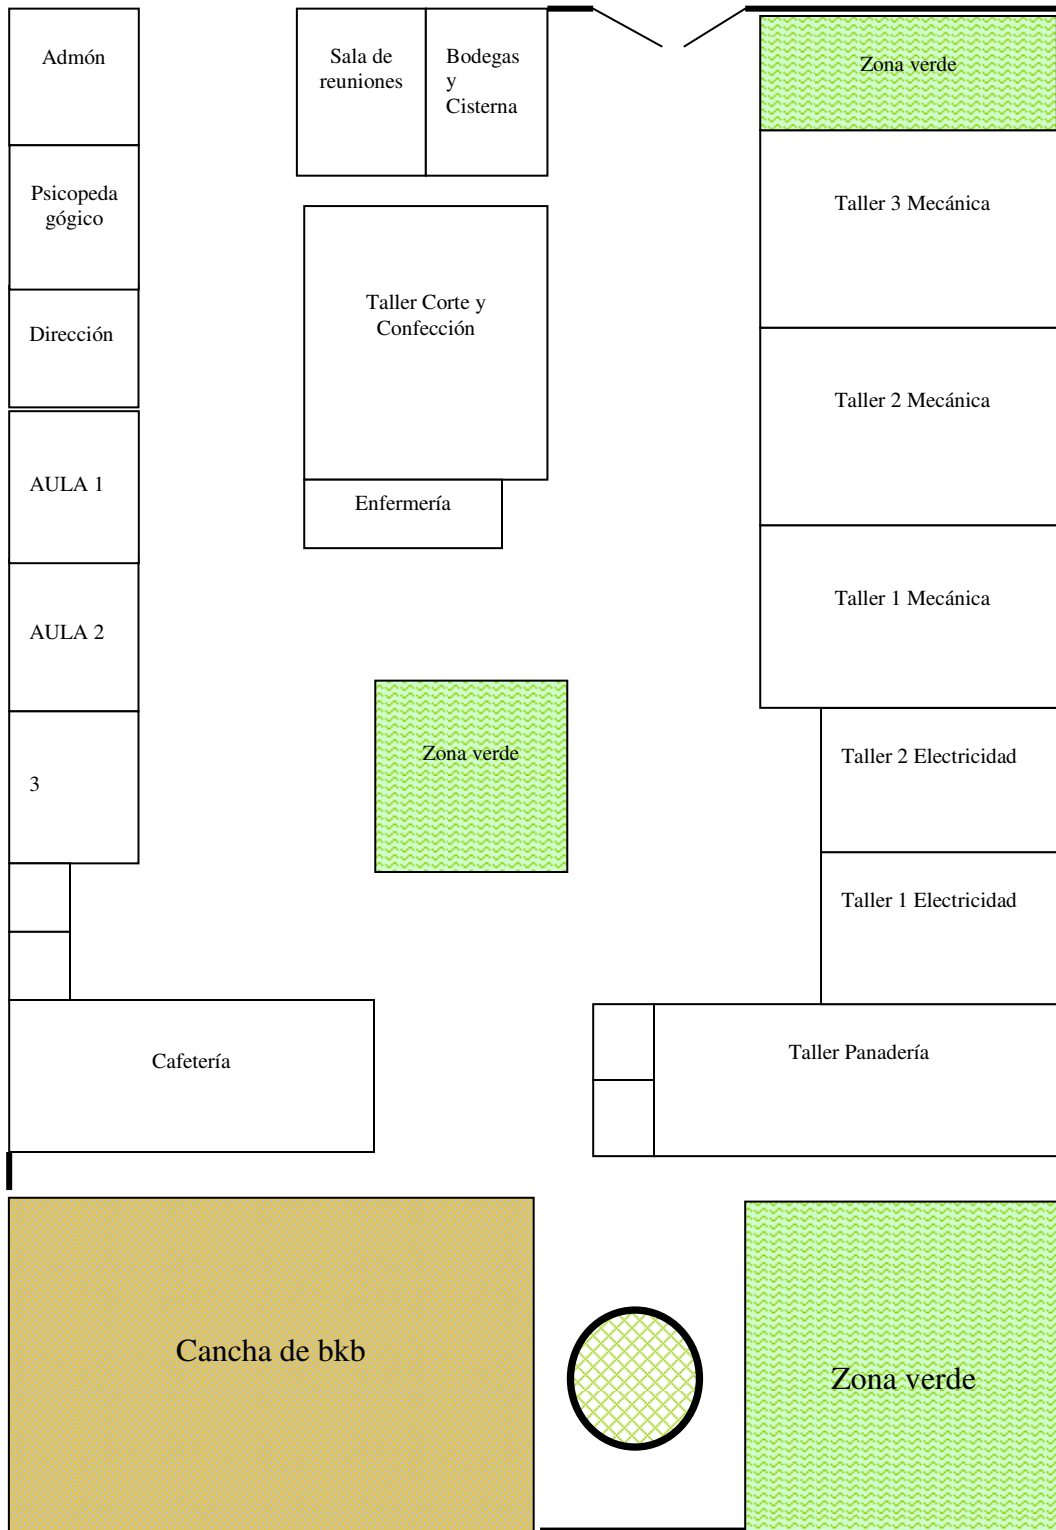 Admón
Sala de
reuniones
Bodegas
y
Cisterna
Zona verde
Psicopeda
gógico
Taller 3 Mecánica
Dirección
Taller Corte y
Confección
Taller 2 Mecánica
AULA 1
Enfermería
Taller 1 Mecánica
AULA 2
Zona verde
Taller 2 Electricidad
3
Taller 1 Electricidad
Cafetería
Taller Panadería
Cancha de bkb
Zona verde